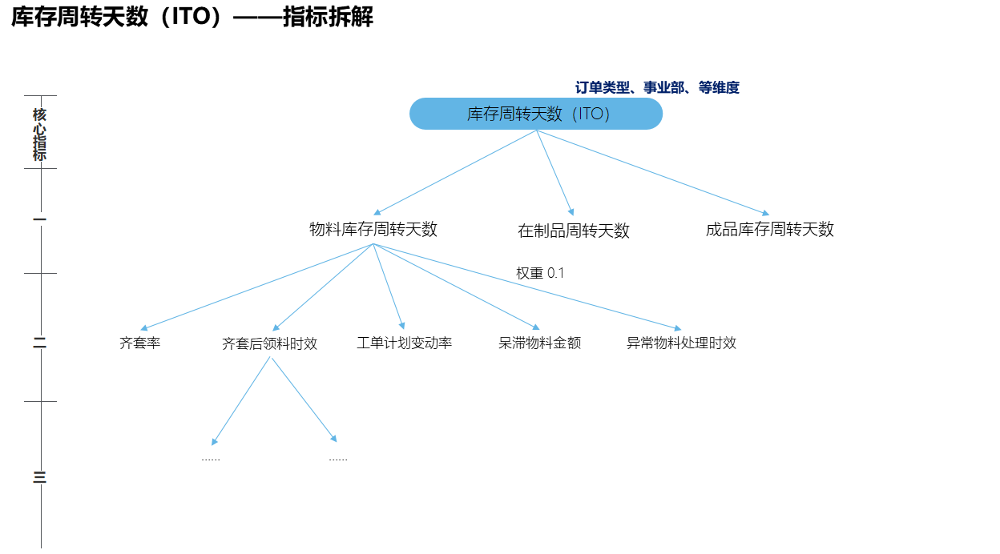 库存周转天数（ITO）——指标拆解
订单类型、事业部、等维度
核心指标
库存周转天数（ITO）
一
物料库存周转天数
在制品周转天数
成品库存周转天数
权重 0.1
二
齐套率
齐套后领料时效
工单计划变动率
呆滞物料金额
异常物料处理时效
......
......
三